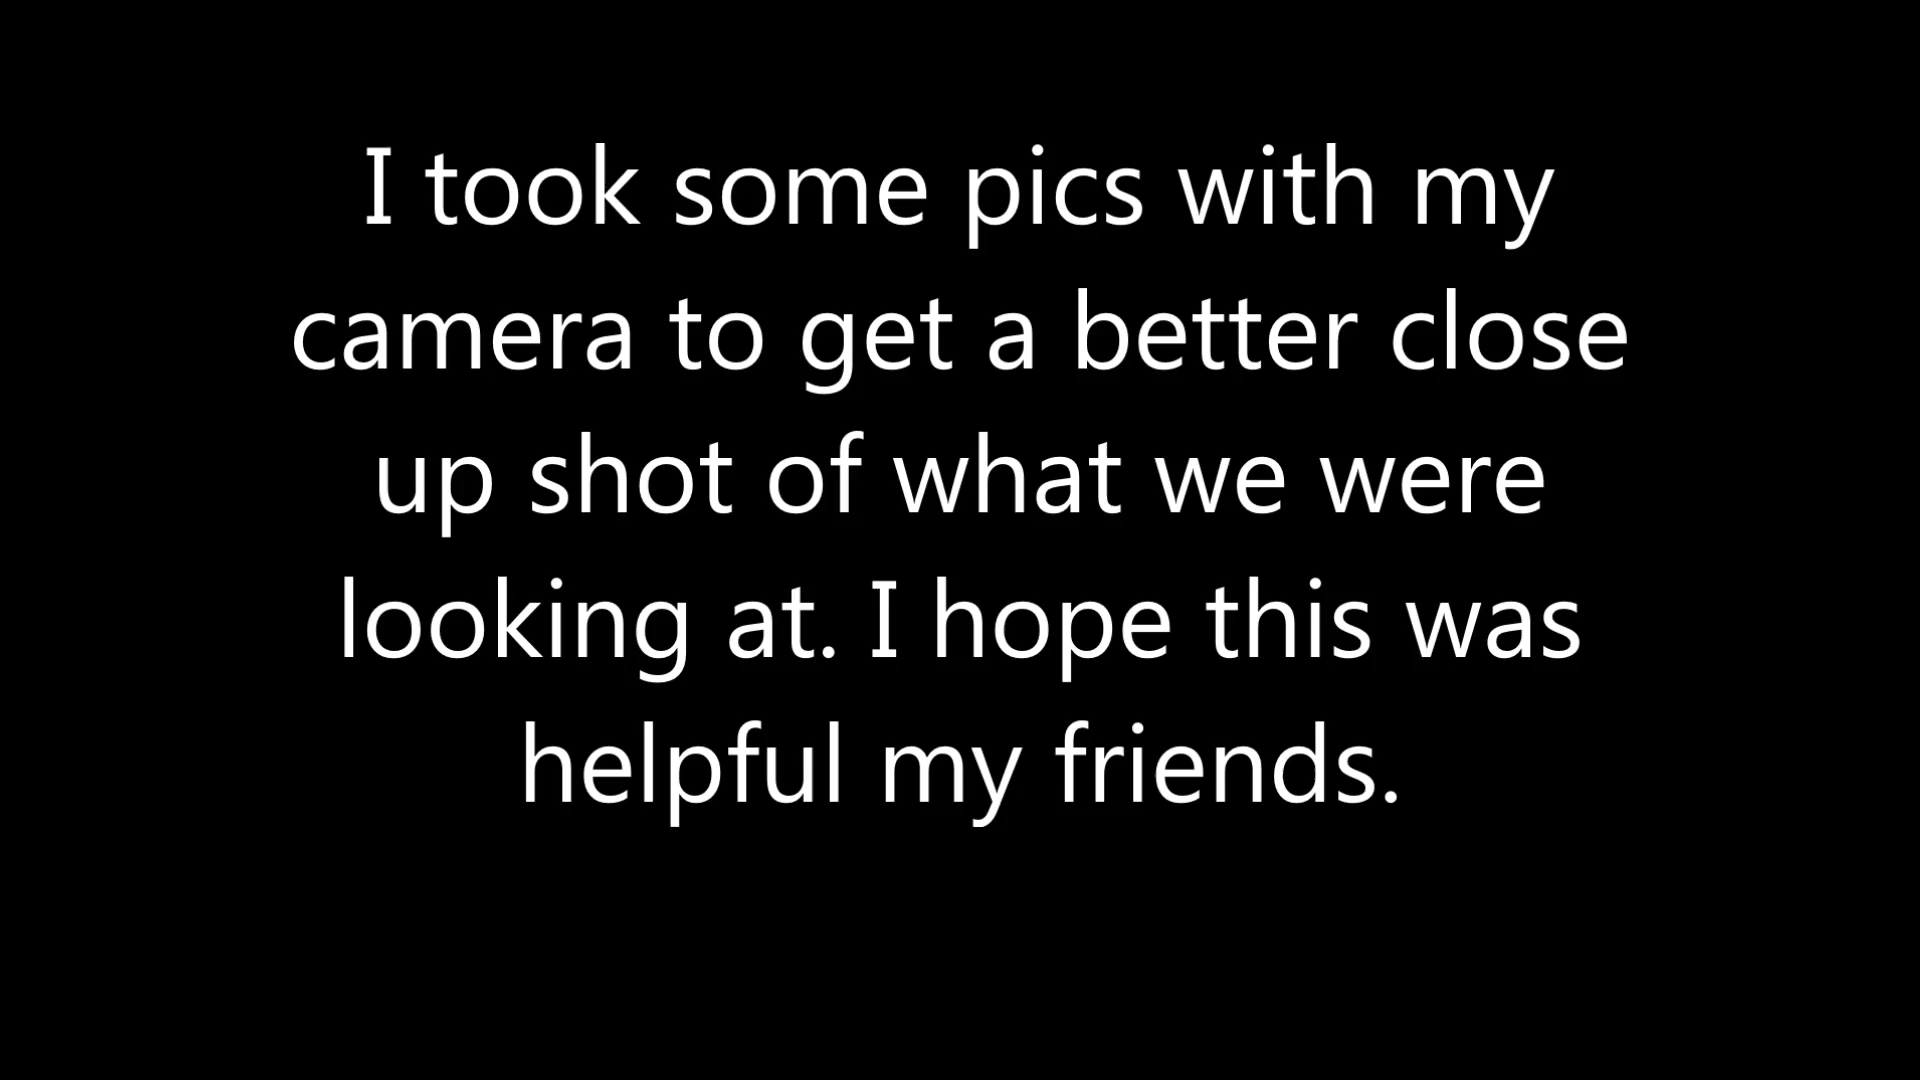 I took some pics with my
camera to get a better close
up shot of what we were
looking at. I hope this was
helpful my friends.